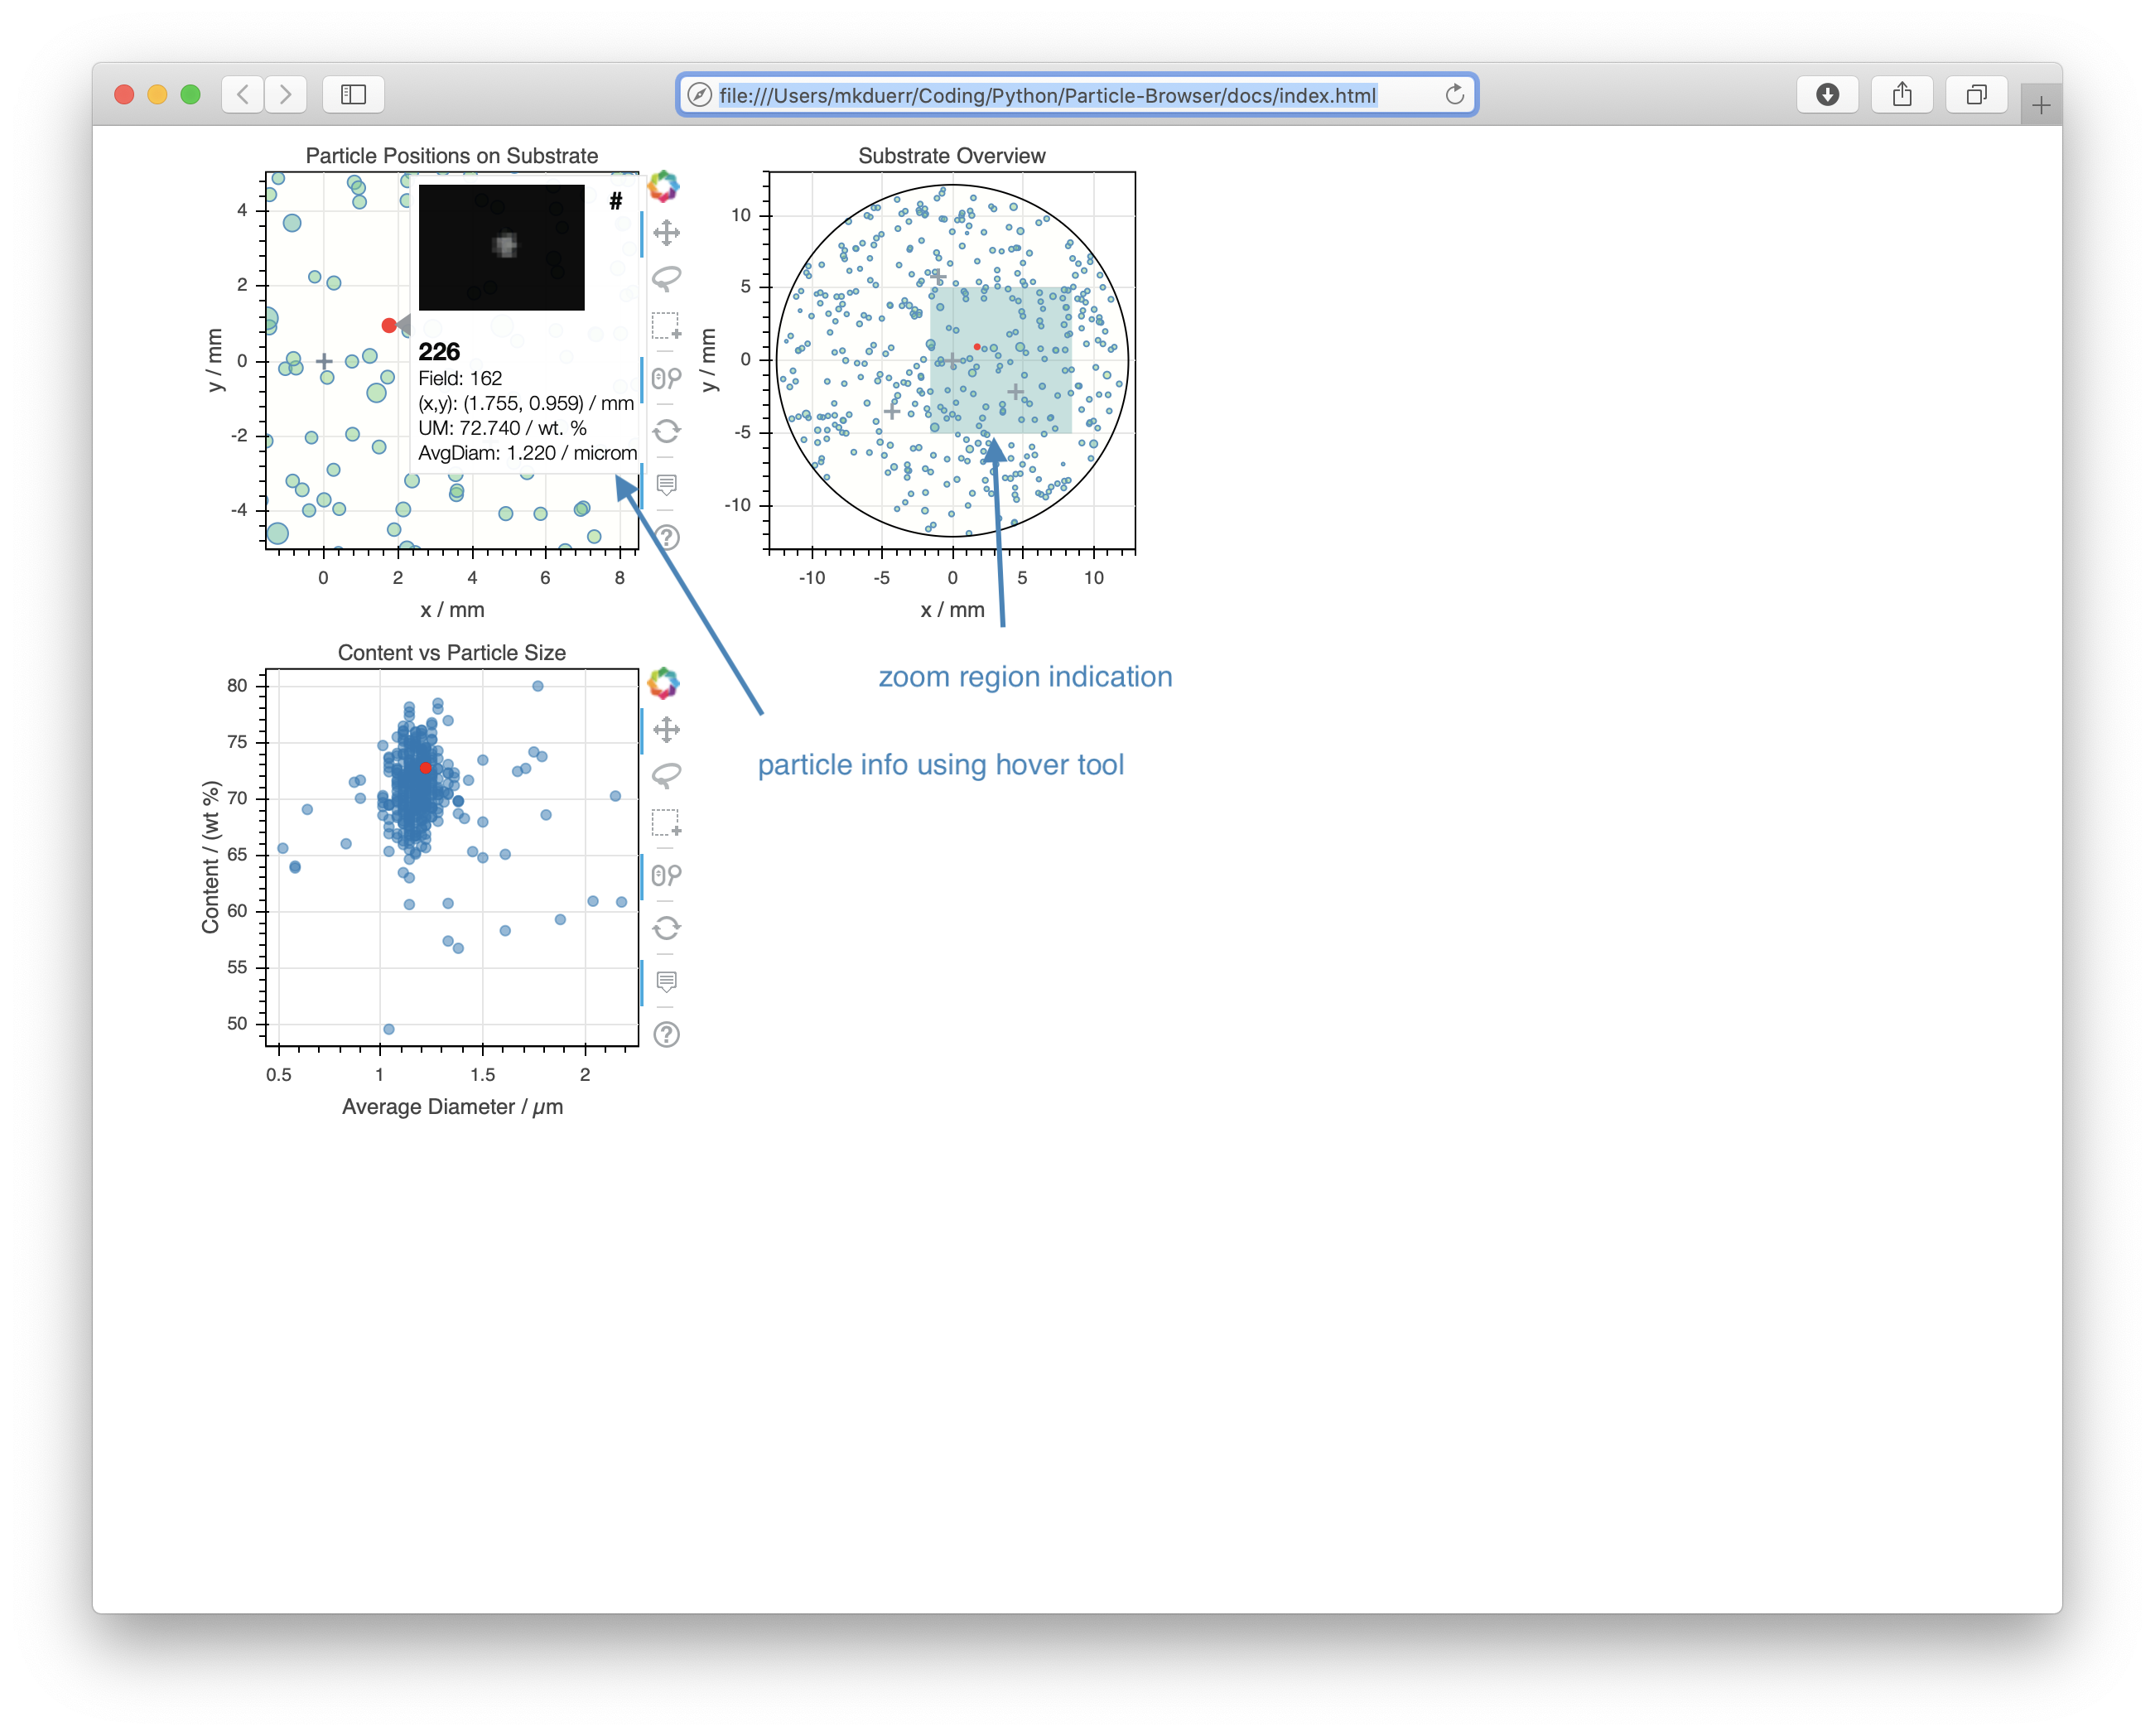 file:///Users/mkduerr/Coding/Python/Particle-Browser/docs/index.html
Particle Positions on Substrate
#
226
Field: 162
(x,y): (1.755, 0.959) / mm
UM: 72.740 / wt. %
AvgDiam: 1.220 / microm
4
2
0
-2
-4
y / mm
0 2 4 6 8
x / mm
Substrate Overview
10
5
0
-5
-10
y / mm
-10 -5 0 5 10
x / mm
zoom region indication
particle info using hover tool
Content vs Particle Size
80
75
70
65
60
55
50
Content / (wt %)
0.5 1 1.5 2
Average Diameter / µm